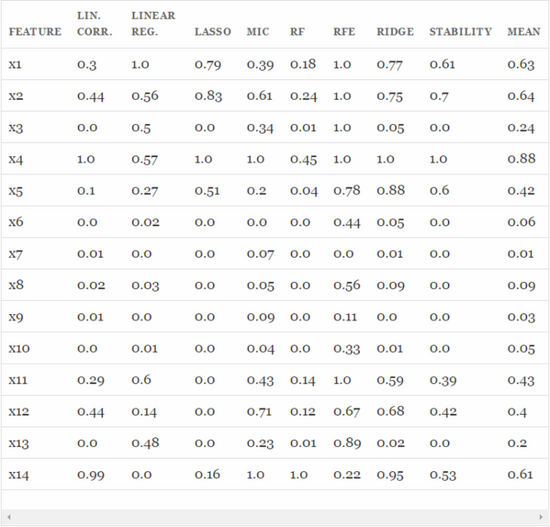 LIN. LINEAR
FEATURE CORR. REG. LASSO MIC RF RFE RIDGE STABILITY MEAN
x1 0.3 1.0 0.79 0.39 0.18 1.0 0.77 0.61 0.63
x2 0.44 0.56 0.83 0.61 0.24 1.0 0.75 0.7 0.64
x3 0.0 0.5 0.0 0.34 0.01 1.0 0.05 0.0 0.24
x4 1.0 0.57 1.0 1.0 0.45 1.0 1.0 1.0 0.88
x5 0.1 0.27 0.51 0.2 0.04 0.78 0.88 0.6 0.42
x6 0.0 0.02 0.0 0.0 0.0 0.44 0.05 0.0 0.06
x7 0.01 0.0 0.0 0.07 0.0 0.0 0.01 0.0 0.01
x8 0.02 0.03 0.0 0.05 0.0 0.56 0.09 0.0 0.09
x9 0.01 0.0 0.0 0.09 0.0 0.11 0.0 0.0 0.03
x10 0.0 0.01 0.0 0.04 0.0 0.33 0.01 0.0 0.05
x11 0.29 0.6 0.0 0.43 0.14 1.0 0.59 0.39 0.43
x12 0.44 0.14 0.0 0.71 0.12 0.67 0.68 0.42 0.4
x13 0.0 0.48 0.0 0.23 0.01 0.89 0.02 0.0 0.2
x14 0.99 0.0 0.16 1.0 1.0 0.22 0.95 0.53 0.61